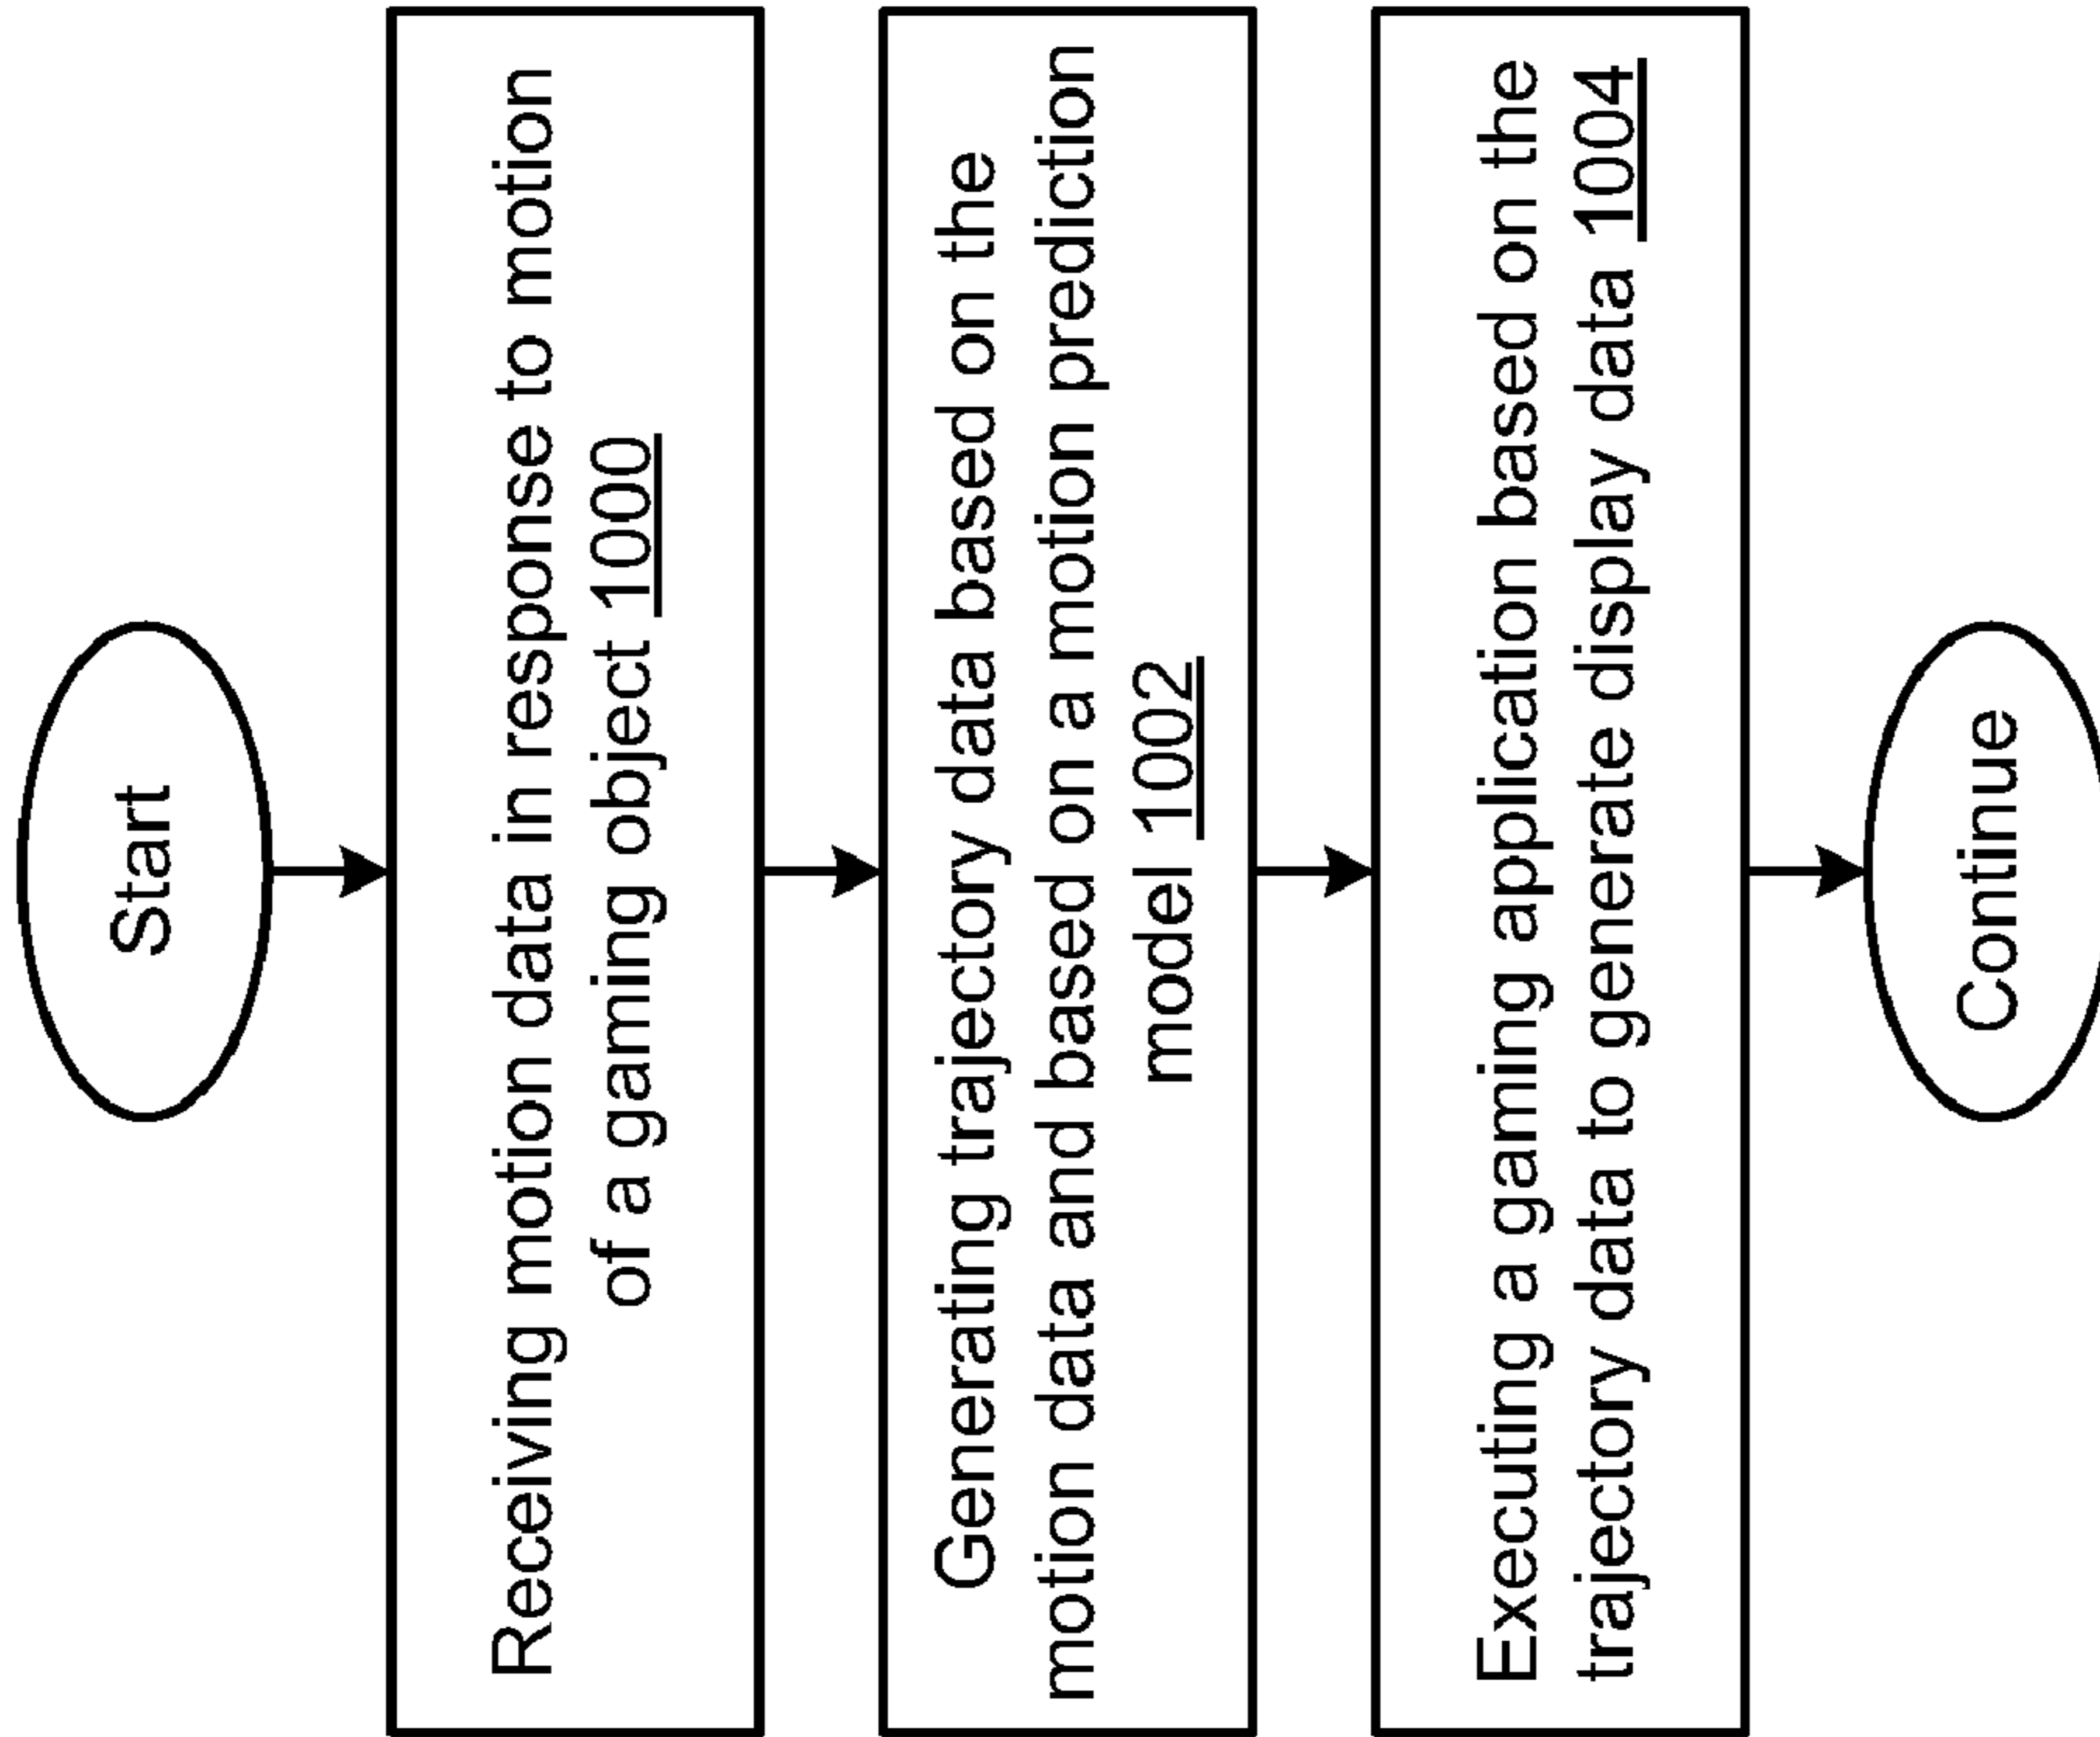 Start
Receiving motion data in response to motion
of a gaming object 1000
Generating trajectory data based on the
motion data and based on a motion prediction
model 1002
Executing a gaming application based on the
trajectory data to generate display data 1004
Continue